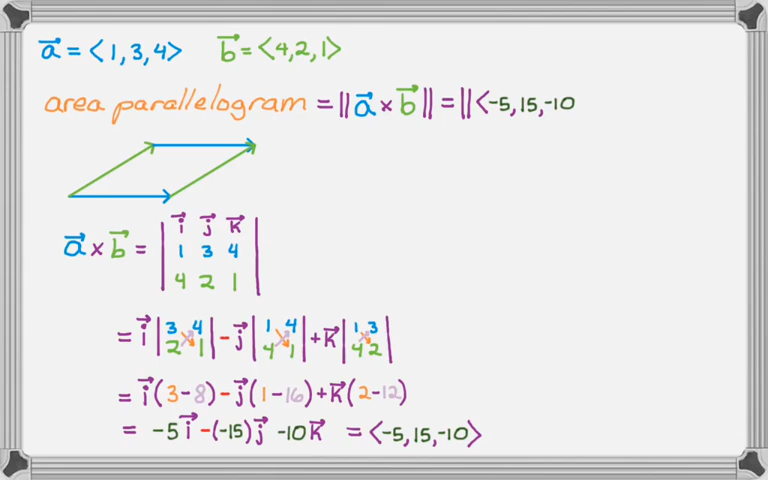 a⃗ = <1, 3, 4> b⃗ = <4, 2, 1>
area parallelogram = ||a⃗ × b⃗|| = ||<-5, 15, -10
a⃗ × b⃗ = | i⃗ j⃗ k⃗ |
| 1 3 4 |
| 4 2 1 |
= i⃗ |3 4| - j⃗ |1 4| + k⃗ |1 3|
|2 1| |4 1| |4 2|
= i⃗(3-8) - j⃗(1-16) + k⃗(2-12)
= -5i⃗ -(-15)j⃗ -10k⃗ = <-5, 15, -10>